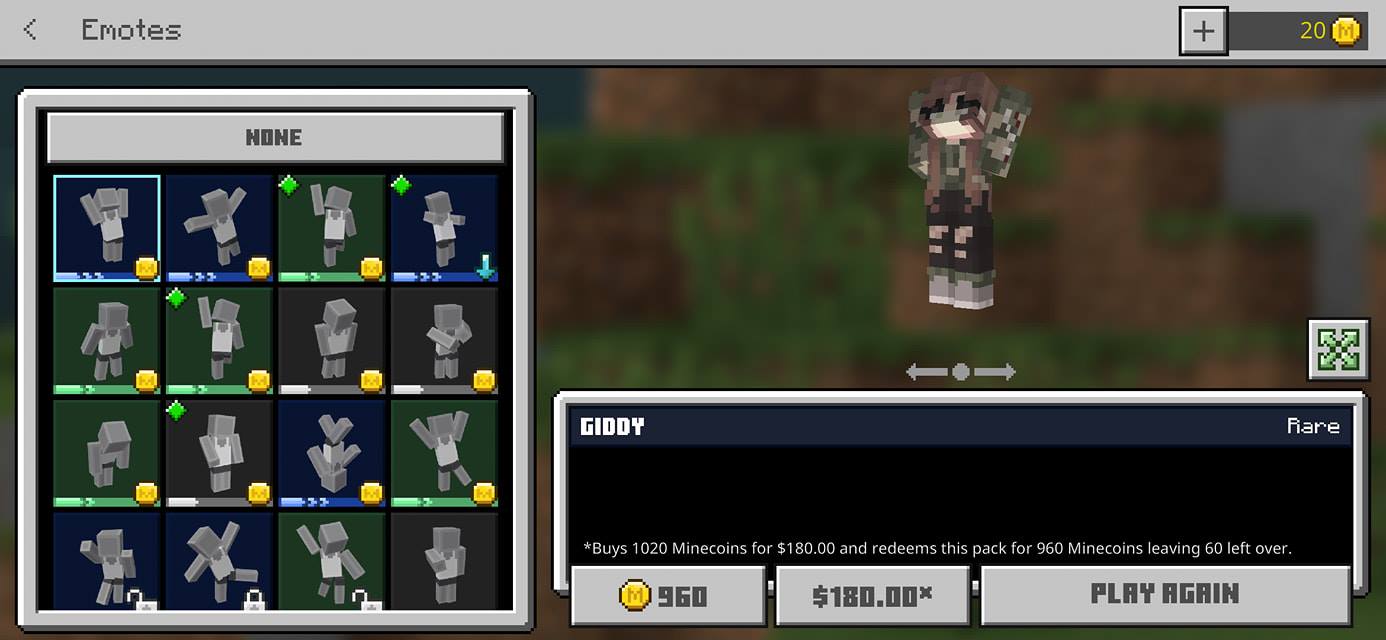 Emotes
20
NONE
GIDDY
Rare
*Buys 1020 Minecoins for $180.00 and redeems this pack for 960 Minecoins leaving 60 left over.
960
$180.00*
PLAY AGAIN